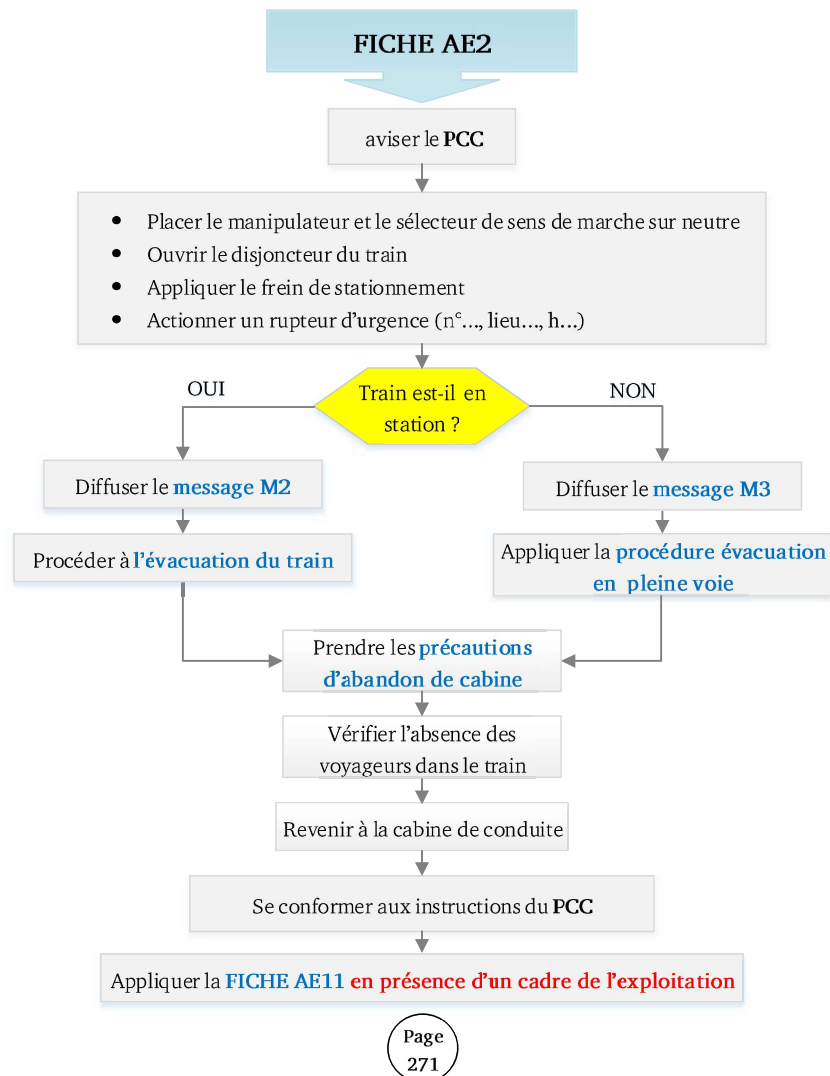 FICHE AE2
aviser le PCC
• Placer le manipulateur et le sélecteur de sens de marche sur neutre
• Ouvrir le disjoncteur du train
• Appliquer le frein de stationnement
• Actionner un rupteur d’urgence (n°…, lieu…, h…)
Train est-il en
station ?
OUI
NON
Diffuser le message M2
Diffuser le message M3
Procéder à l’évacuation du train
Appliquer la procédure évacuation
en pleine voie
Prendre les précautions
d’abandon de cabine
Vérifier l’absence des
voyageurs dans le train
Revenir à la cabine de conduite
Se conformer aux instructions du PCC
Appliquer la FICHE AE11 en présence d’un cadre de l’exploitation
Page
271